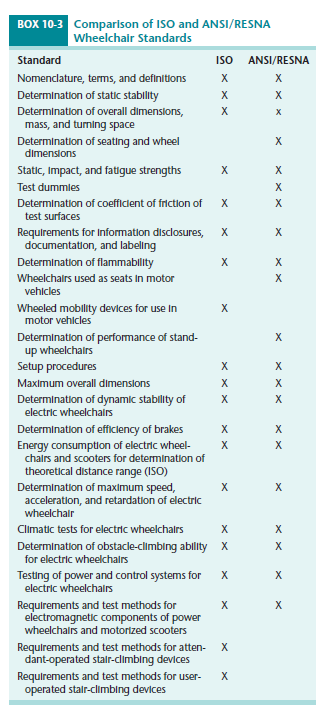 BOX 10-3 Comparison of ISO and ANSI/RESNA
Wheelchair Standards
Standard ISO ANSI/RESNA
Nomenclature, terms, and definitions X X
Determination of static stability X X
Determination of overall dimensions, X x
mass, and turning space
Determination of seating and wheel X
dimensions
Static, impact, and fatigue strengths X X
Test dummies X
Determination of coefficient of friction of X X
test surfaces
Requirements for information disclosures, X X
documentation, and labeling
Determination of flammability X X
Wheelchairs used as seats in motor X
vehicles
Wheeled mobility devices for use in X
motor vehicles
Determination of performance of stand- X
up wheelchairs
Setup procedures X X
Maximum overall dimensions X X
Determination of dynamic stability of X X
electric wheelchairs
Determination of efficiency of brakes X X
Energy consumption of electric wheel- X X
chairs and scooters for determination of
theoretical distance range (ISO)
Determination of maximum speed, X X
acceleration, and retardation of electric
wheelchair
Climatic tests for electric wheelchairs X X
Determination of obstacle-climbing ability X X
for electric wheelchairs
Testing of power and control systems for X X
electric wheelchairs
Requirements and test methods for X X
electromagnetic components of power
wheelchairs and motorized scooters
Requirements and test methods for atten- X
dant-operated stair-climbing devices
Requirements and test methods for user- X
operated stair-climbing devices